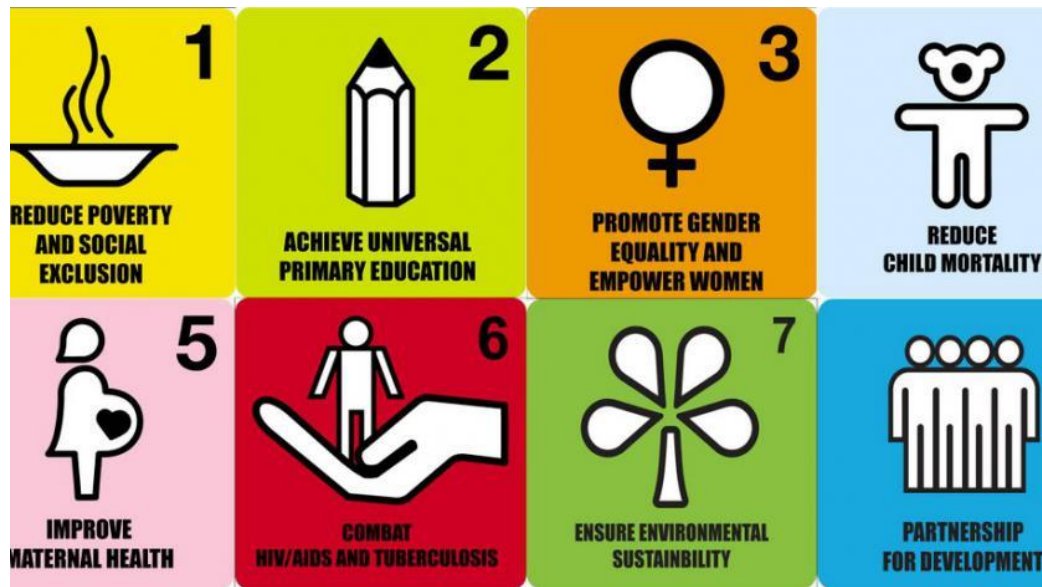 1
REDUCE POVERTY
AND SOCIAL
EXCLUSION
2
ACHIEVE UNIVERSAL
PRIMARY EDUCATION
3
PROMOTE GENDER
EQUALITY AND
EMPOWER WOMEN
REDUCE
CHILD MORTALITY
5
IMPROVE
MATERNAL HEALTH
6
COMBAT
HIV/AIDS AND TUBERCULOSIS
7
ENSURE ENVIRONMENTAL
SUSTAINBILITY
PARTNERSHIP
FOR DEVELOPMENT